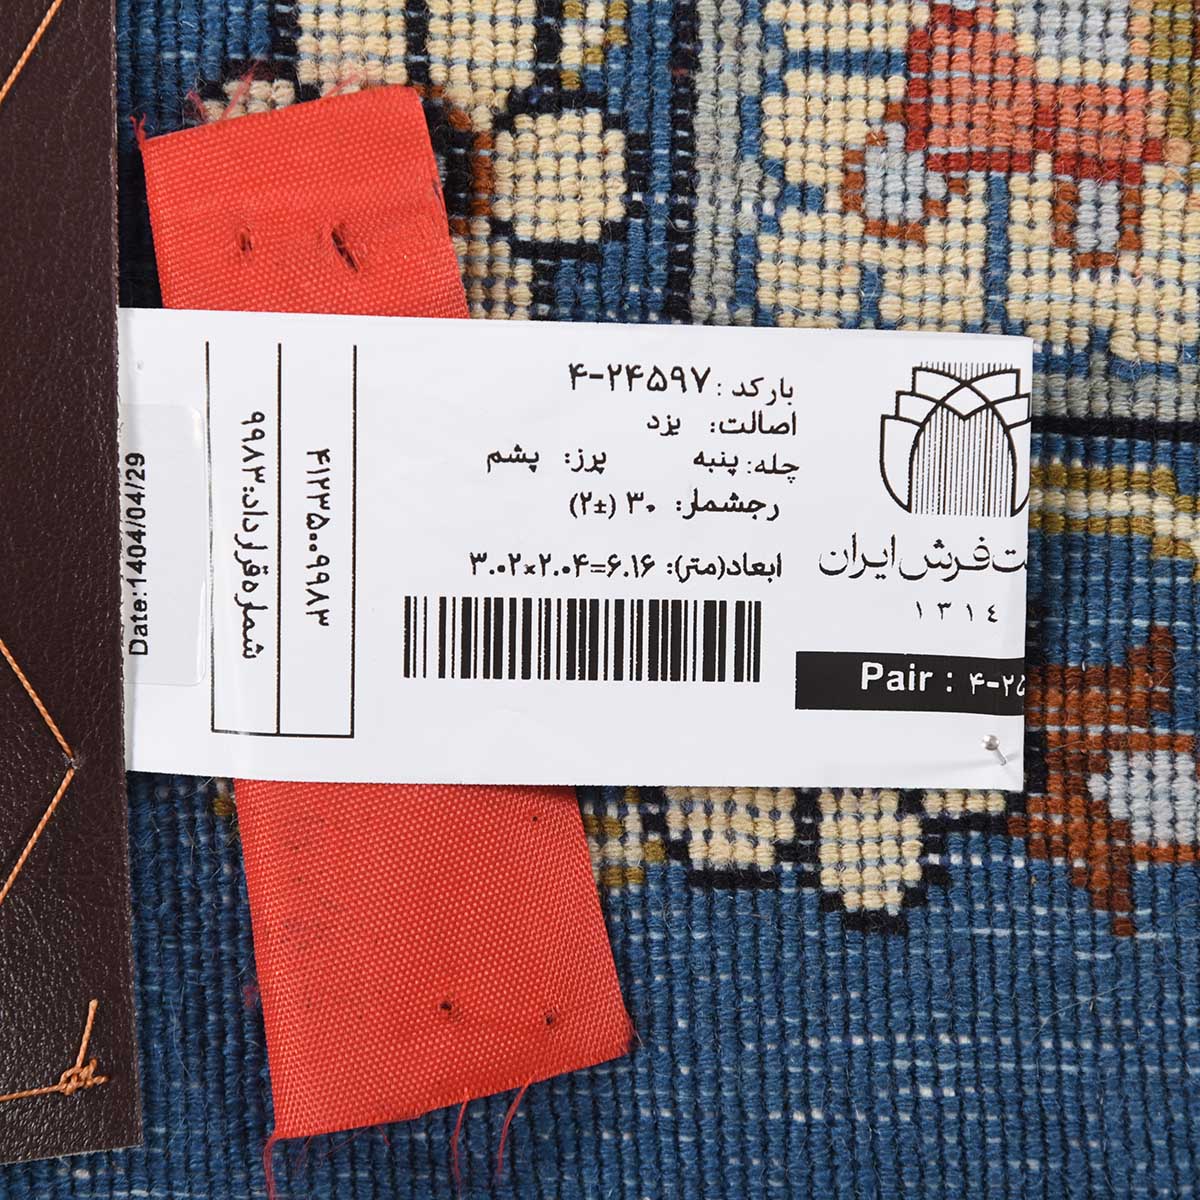 بارکد : ۴-۲۴۵۹۷
اصالت: یزد
چله: پنبه پرز: پشم
رجشمار: ۳۰ (±۲)
ابعاد(متر): ۳.۰۲×۲.۰۴=۶.۱۶
فرش ایران
۱۳۱٤
Pair : ۴-۲۵
۴۱۲۳۵۰۰۹۹۸۳
شماره قرارداد: ۹۹۸۳
Date:1404/04/29